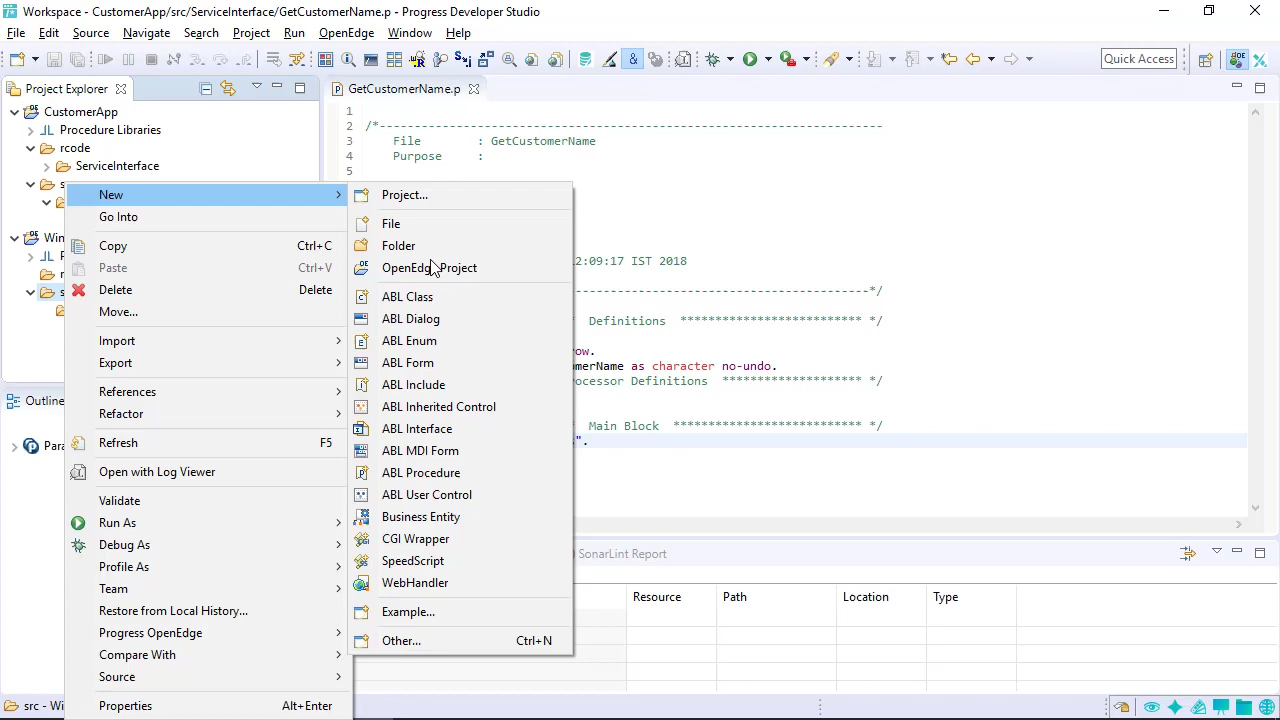 Workspace - CustomerApp/src/ServiceInterface/GetCustomerName.p - Progress Developer Studio
File Edit Source Navigate Search Project Run OpenEdge Window Help
Quick Access
Project Explorer
GetCustomerName.p
CustomerApp
Procedure Libraries
rcode
ServiceInterface
s
Win
s
Outline
Para
1
2 /*------------------------------------------------------------------------
3 File : GetCustomerName
4 Purpose :
5
12:09:17 IST 2018
----------------------------------------*/
Definitions ************************** */
ow.
omerName as character no-undo.
ocessor Definitions ******************** */
Main Block *************************** */
".
New
Go Into
Copy Ctrl+C
Paste Ctrl+V
Delete Delete
Move...
Import
Export
References
Refactor
Refresh F5
Open with Log Viewer
Validate
Run As
Debug As
Profile As
Team
Restore from Local History...
Progress OpenEdge
Compare With
Source
Properties Alt+Enter
Project...
File
Folder
OpenEdge Project
ABL Class
ABL Dialog
ABL Enum
ABL Form
ABL Include
ABL Inherited Control
ABL Interface
ABL MDI Form
ABL Procedure
ABL User Control
Business Entity
CGI Wrapper
SpeedScript
WebHandler
Example...
Other... Ctrl+N
SonarLint Report
Resource Path Location Type
src - Wi